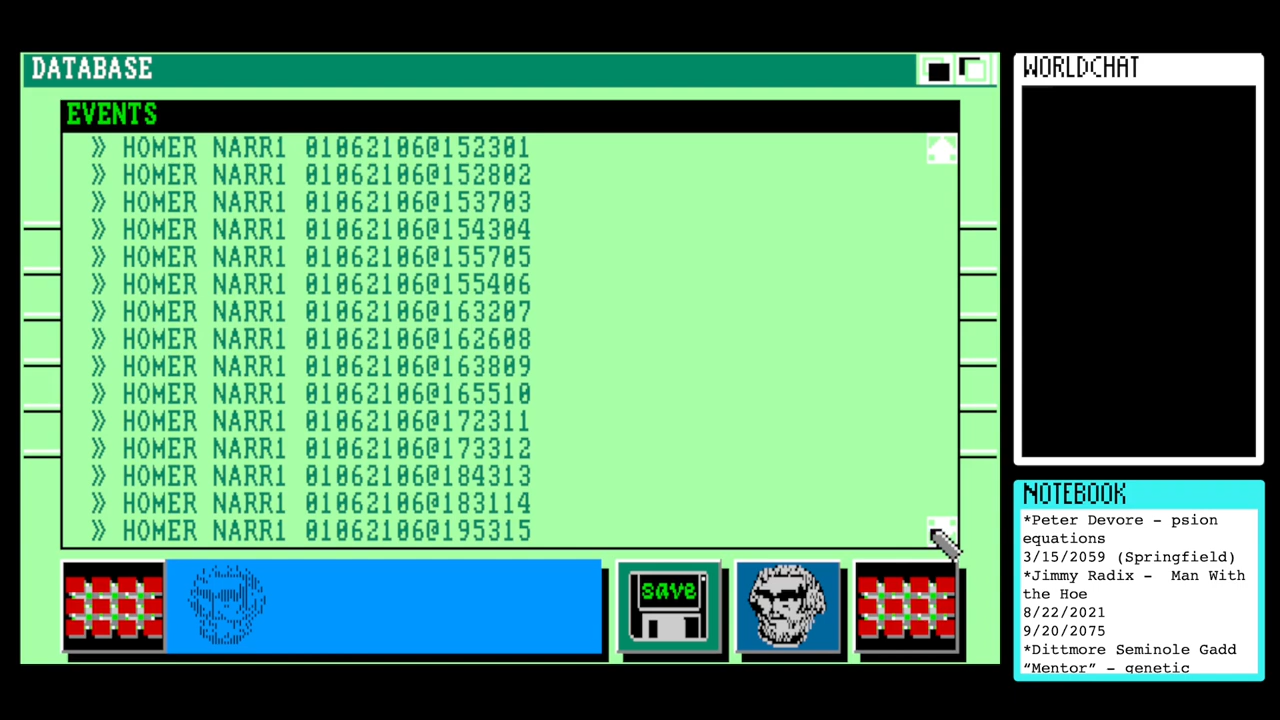 DATABASE
EVENTS
» HOMER NARR1 01062106@152301
» HOMER NARR1 01062106@152802
» HOMER NARR1 01062106@153703
» HOMER NARR1 01062106@154304
» HOMER NARR1 01062106@155705
» HOMER NARR1 01062106@155406
» HOMER NARR1 01062106@163207
» HOMER NARR1 01062106@162608
» HOMER NARR1 01062106@163809
» HOMER NARR1 01062106@165510
» HOMER NARR1 01062106@172311
» HOMER NARR1 01062106@173312
» HOMER NARR1 01062106@184313
» HOMER NARR1 01062106@183114
» HOMER NARR1 01062106@195315
save
WORLDCHAT
NOTEBOOK
*Peter Devore - psion
equations
3/15/2059 (Springfield)
*Jimmy Radix -  Man With
the Hoe
8/22/2021
9/20/2075
*Dittmore Seminole Gadd
“Mentor” - genetic